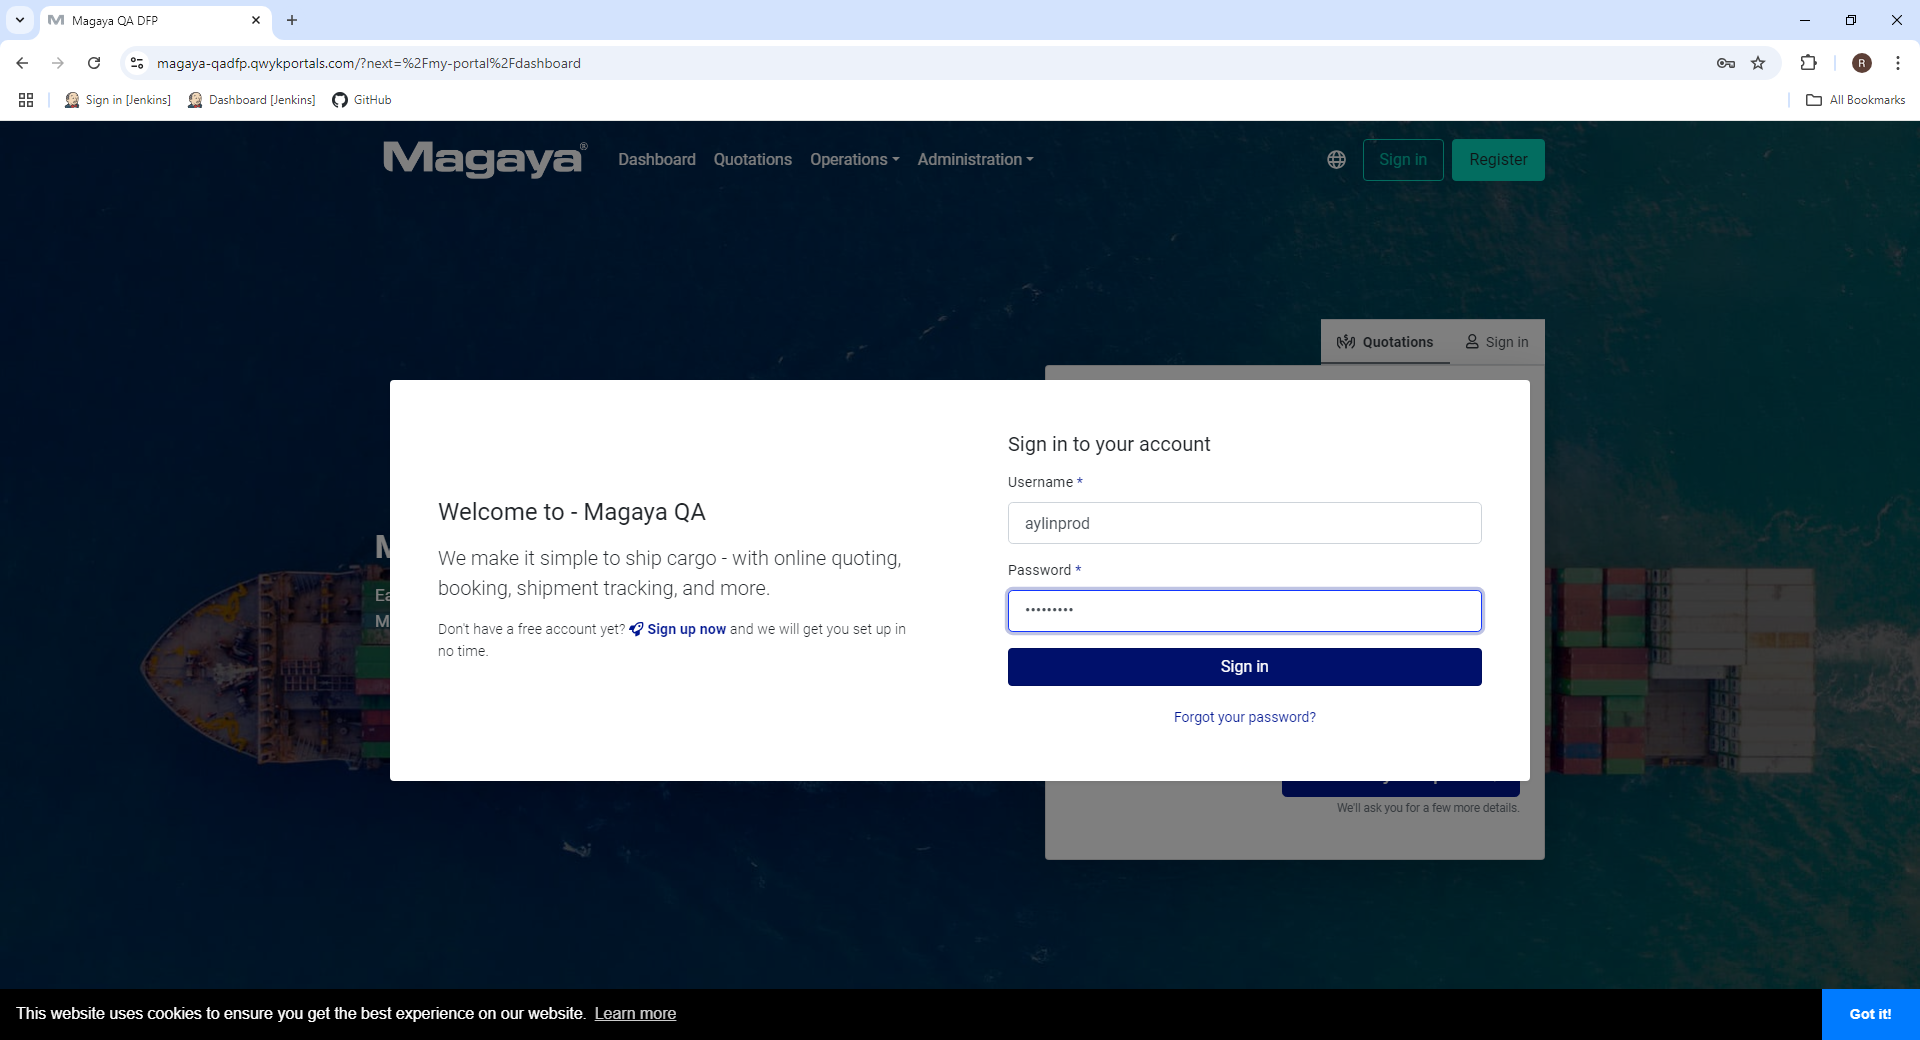 Magaya QA DFP
magaya-qadfp.qwykportals.com/?next=%2Fmy-portal%2Fdashboard
R
Sign in [Jenkins]
Dashboard [Jenkins]
GitHub
All Bookmarks
Magaya®
Dashboard
Quotations
Operations
Administration
Sign in
Register
Quotations
Sign in
Welcome to - Magaya QA
We make it simple to ship cargo - with online quoting,
booking, shipment tracking, and more.
Don't have a free account yet? Sign up now and we will get you set up in
no time.
Sign in to your account
Username *
aylinprod
Password *
•••••••••
Sign in
Forgot your password?
We'll ask you for a few more details.
This website uses cookies to ensure you get the best experience on our website. Learn more
Got it!